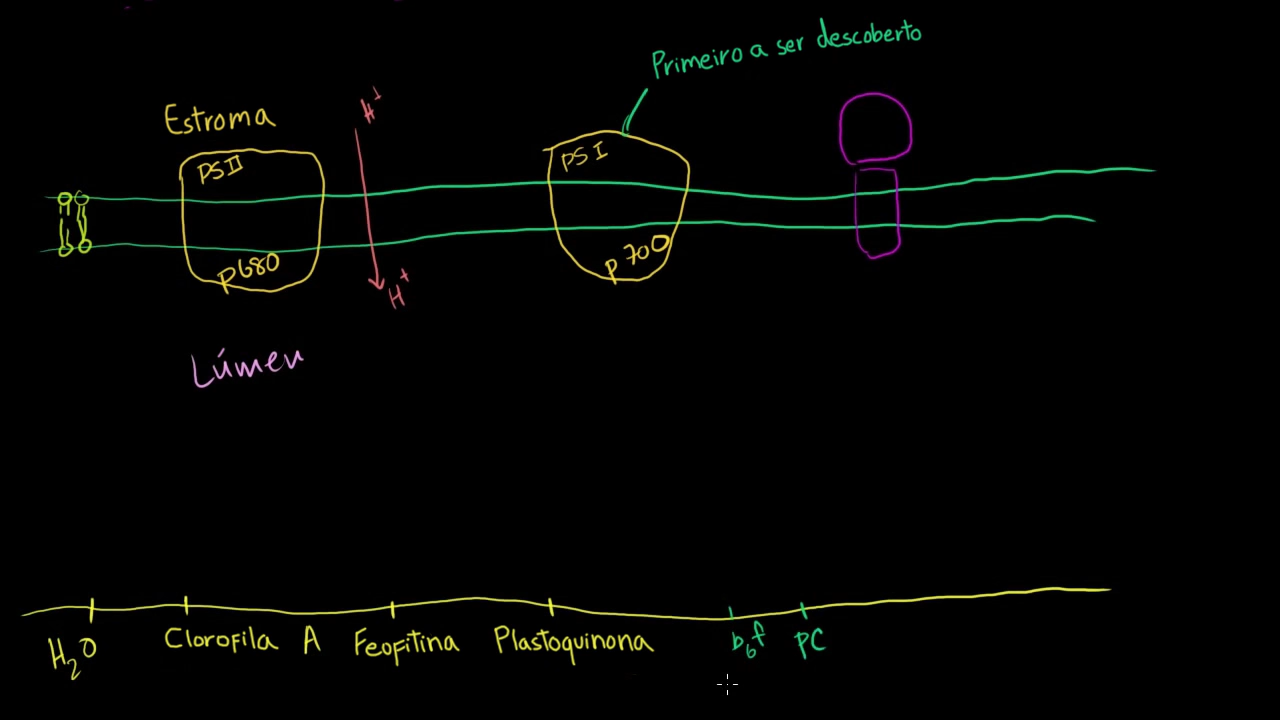 Primeiro a ser descoberto
H+
Estroma
PSII
PSI
P680
P700
H+
Lúmen
H2O Clorofila A Feofitina Plastoquinona b6f PC